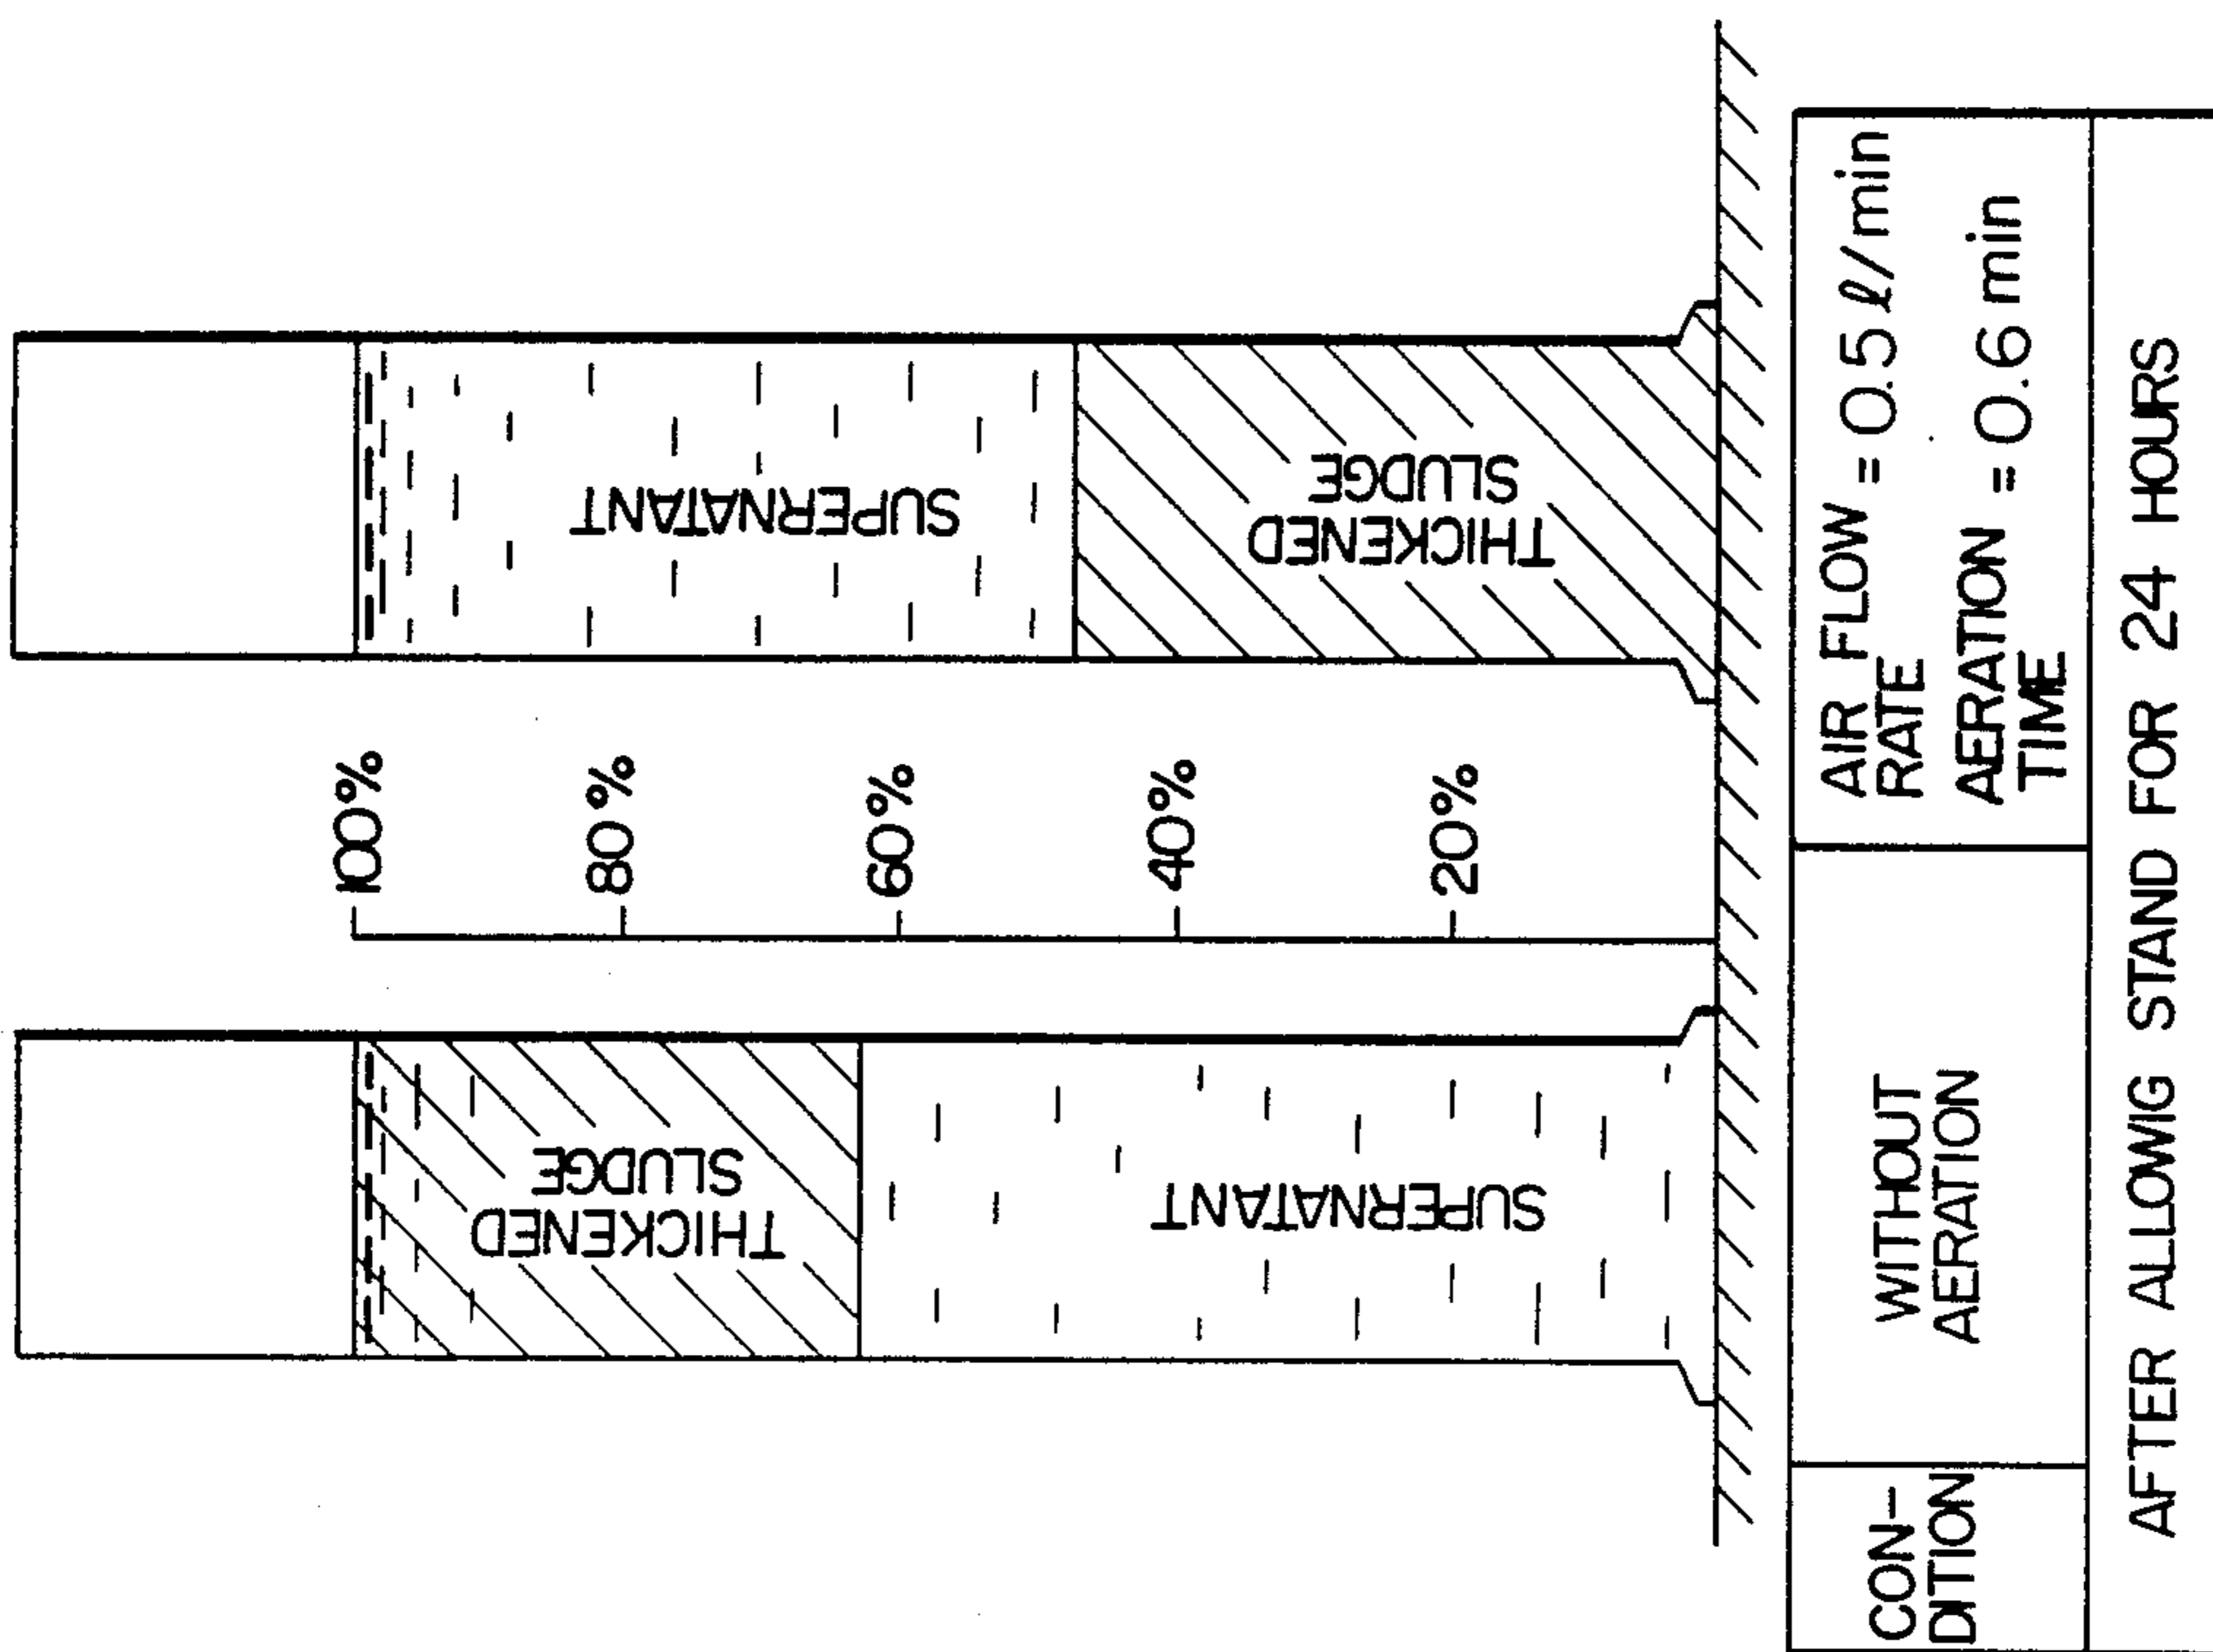 THICKENED
SLUDGE
SUPERNATANT
100%
80%
60%
40%
20%
SUPERNATANT
THICKENED
SLUDGE
CON-
DITION
WITHOUT
AERATION
AIR FLOW = 0.5 ℓ/min
RATE
AERATION = 0.6 min
TIME
AFTER ALLOWIG STAND FOR 24 HOURS